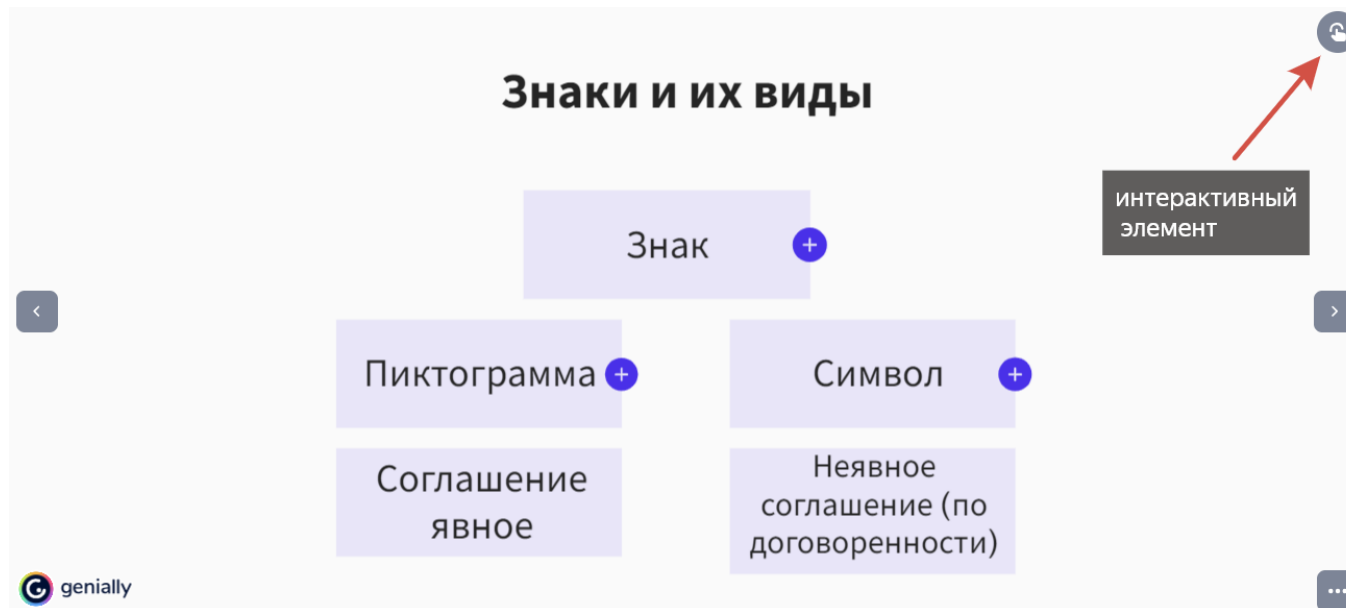 Знаки и их виды
интерактивный
элемент
Знак
Пиктограмма
Символ
Соглашение
явное
Неявное
соглашение (по
договоренности)
genially